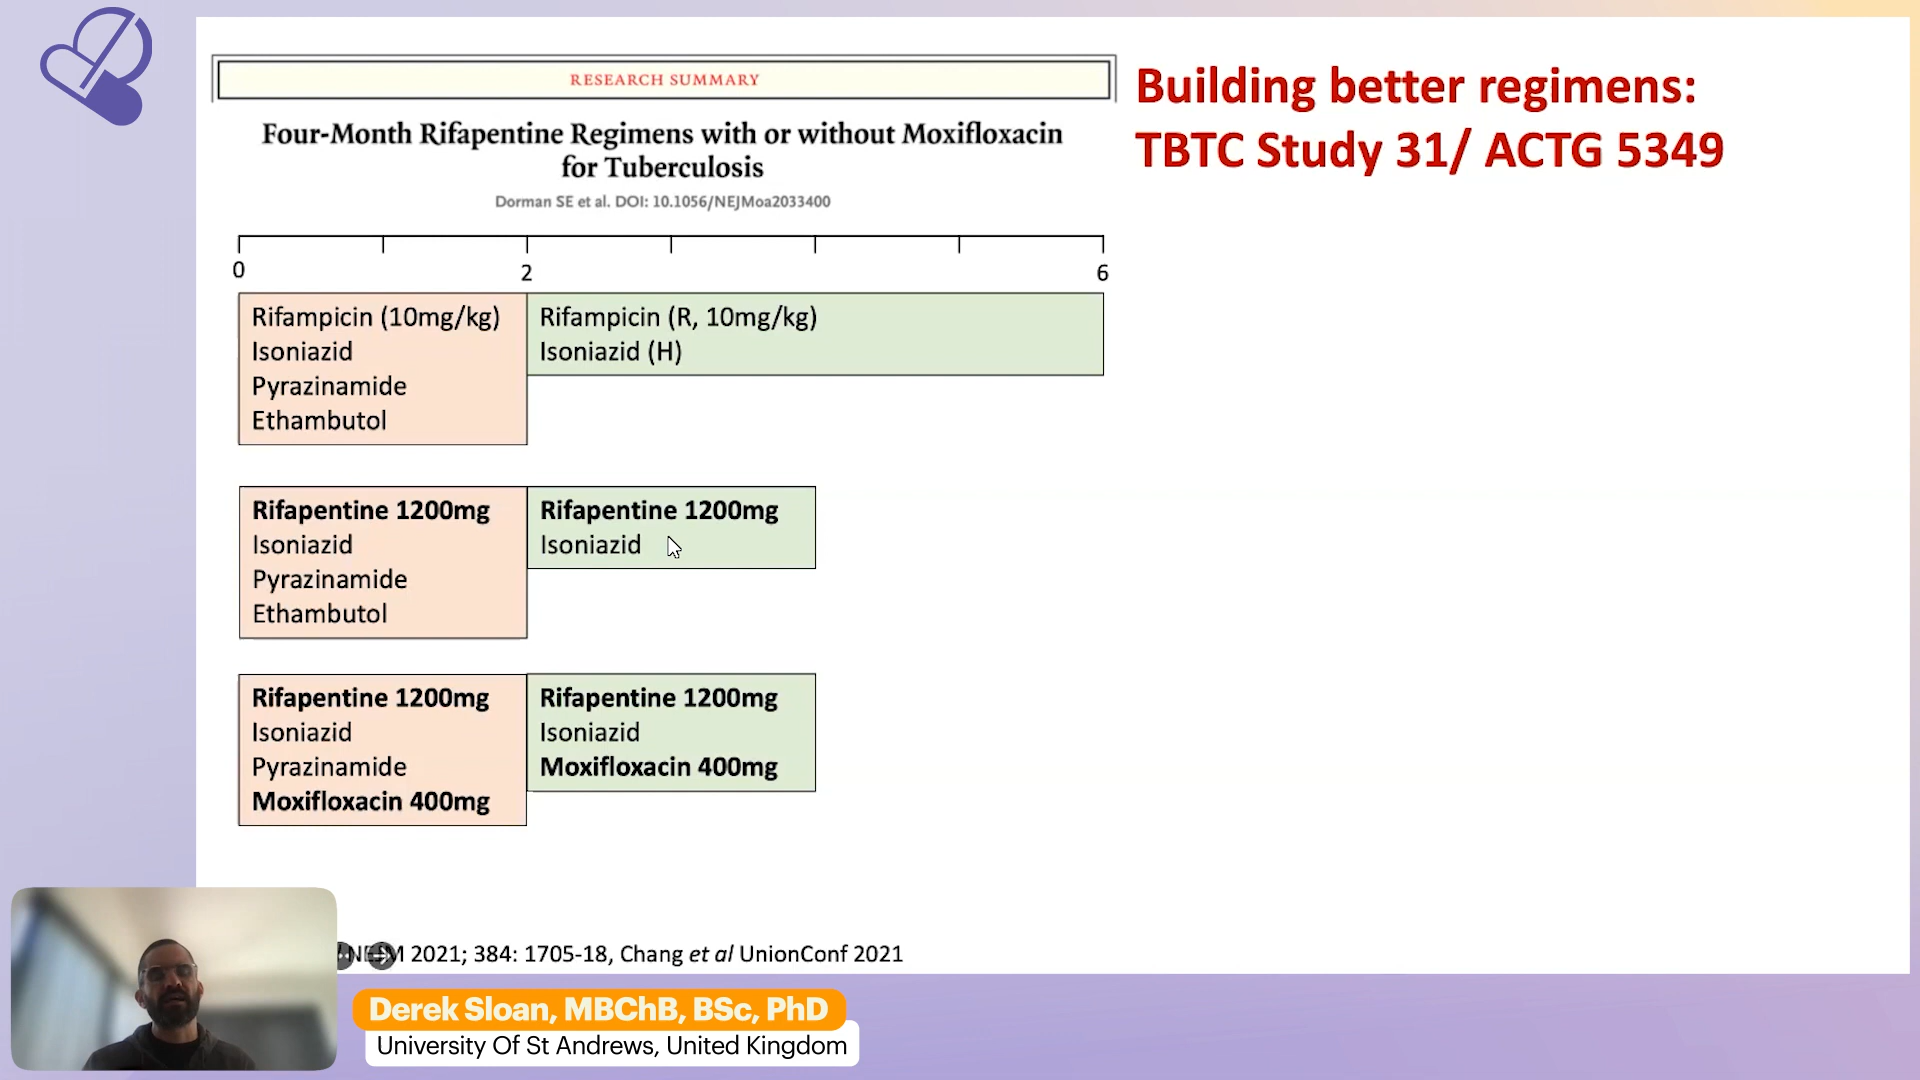 RESEARCH SUMMARY
Four-Month Rifapentine Regimens with or without Moxifloxacin
for Tuberculosis
Dorman SE et al. DOI: 10.1056/NEJMoa2033400
Building better regimens:
TBTC Study 31/ ACTG 5349
0 2 6
Rifampicin (10mg/kg)
Isoniazid
Pyrazinamide
Ethambutol
Rifampicin (R, 10mg/kg)
Isoniazid (H)
Rifapentine 1200mg
Isoniazid
Pyrazinamide
Ethambutol
Rifapentine 1200mg
Isoniazid
Rifapentine 1200mg
Isoniazid
Pyrazinamide
Moxifloxacin 400mg
Rifapentine 1200mg
Isoniazid
Moxifloxacin 400mg
NEJM 2021; 384: 1705-18, Chang et al UnionConf 2021
Derek Sloan, MBChB, BSc, PhD
University Of St Andrews, United Kingdom